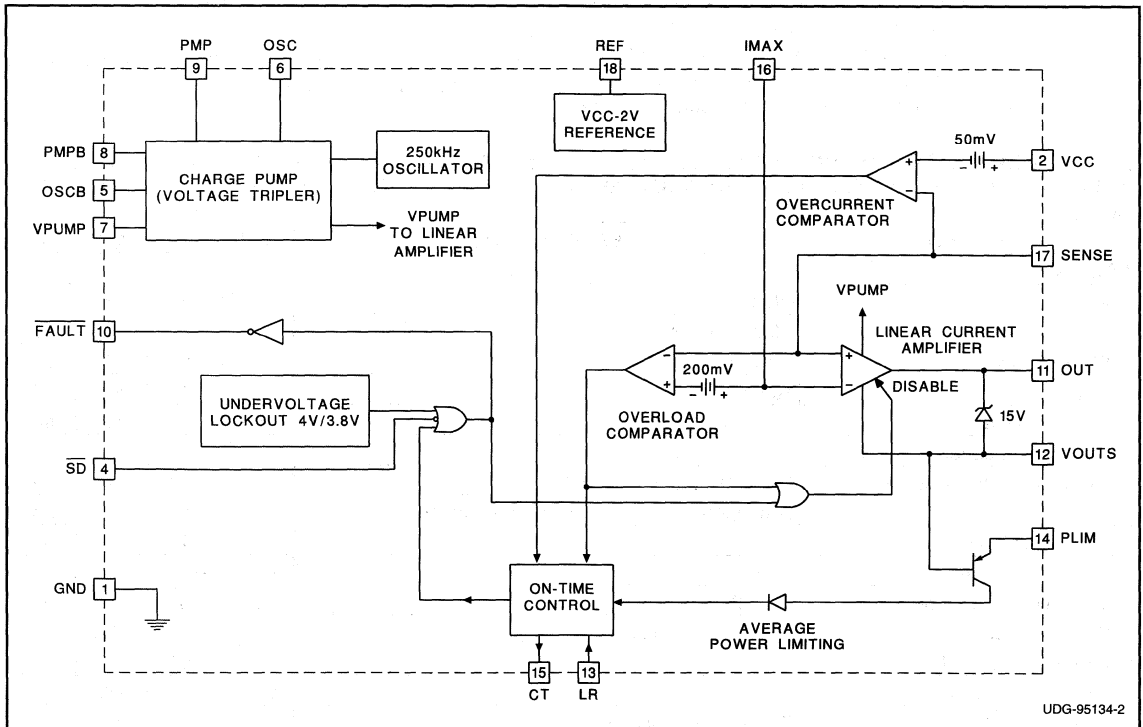 PMP
OSC
REF
IMAX
9
6
18
16
VCC-2V
REFERENCE
50mV
- +
2
VCC
PMPB
8
250kHz
OSCILLATOR
+
-
OSCB
5
CHARGE PUMP
(VOLTAGE TRIPLER)
OVERCURRENT
COMPARATOR
VPUMP
7
VPUMP
TO LINEAR
AMPLIFIER
17
SENSE
VPUMP
FAULT
10
LINEAR CURRENT
AMPLIFIER
-
+
200mV
- +
+
-
11
OUT
DISABLE
UNDERVOLTAGE
LOCKOUT 4V/3.8V
OVERLOAD
COMPARATOR
15V
12
VOUTS
SD
4
14
PLIM
GND
1
ON-TIME
CONTROL
AVERAGE
POWER LIMITING
15
13
CT
LR
UDG-95134-2